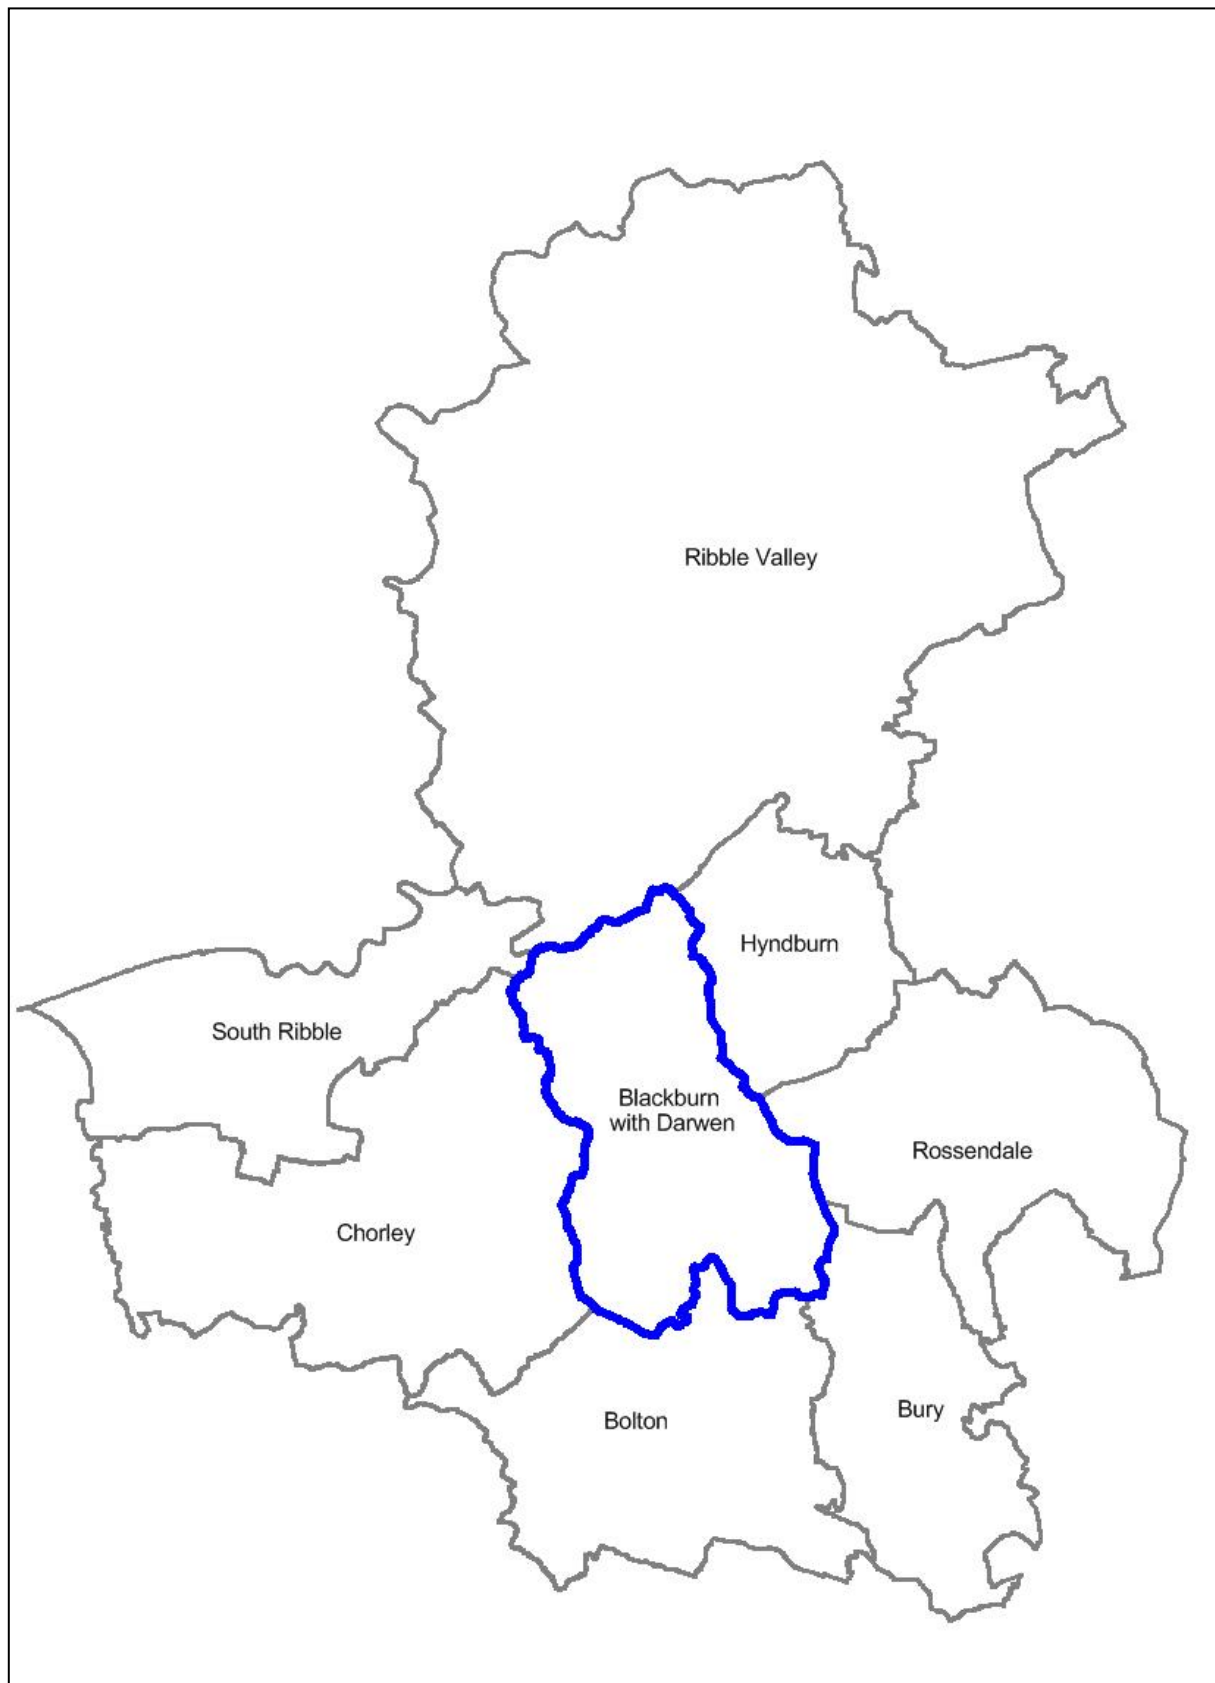 Ribble Valley
Hyndburn
South Ribble
Blackburn
with Darwen
Rossendale
Chorley
Bury
Bolton